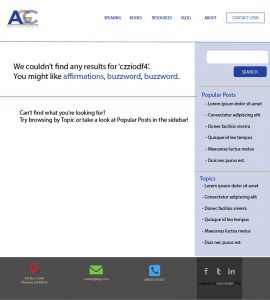 AGC
SPEAKING BOOKS RESOURCES BLOG ABOUT CONTACT LYNN
We couldn't find any results for 'czziodf4'.
You might like affirmations, buzzword, buzzword.
SEARCH
Can't find what you're looking for?
Try browsing by Topic or take a look at Popular Posts in the sidebar!
Popular Posts
- Lorem ipsum dolor sit amet
- Consectetur adipiscing elit
- Donec facilisis viverra
- Quisque id leo tempus
- Maecenas luctus metus
- Duis nec purus est.
Topics
- Lorem ipsum dolor sit amet
- Consectetur adipiscing elit
- Donec facilisis viverra
- Quisque id leo tempus
- Maecenas luctus metus
- Duis nec purus est.
f t in